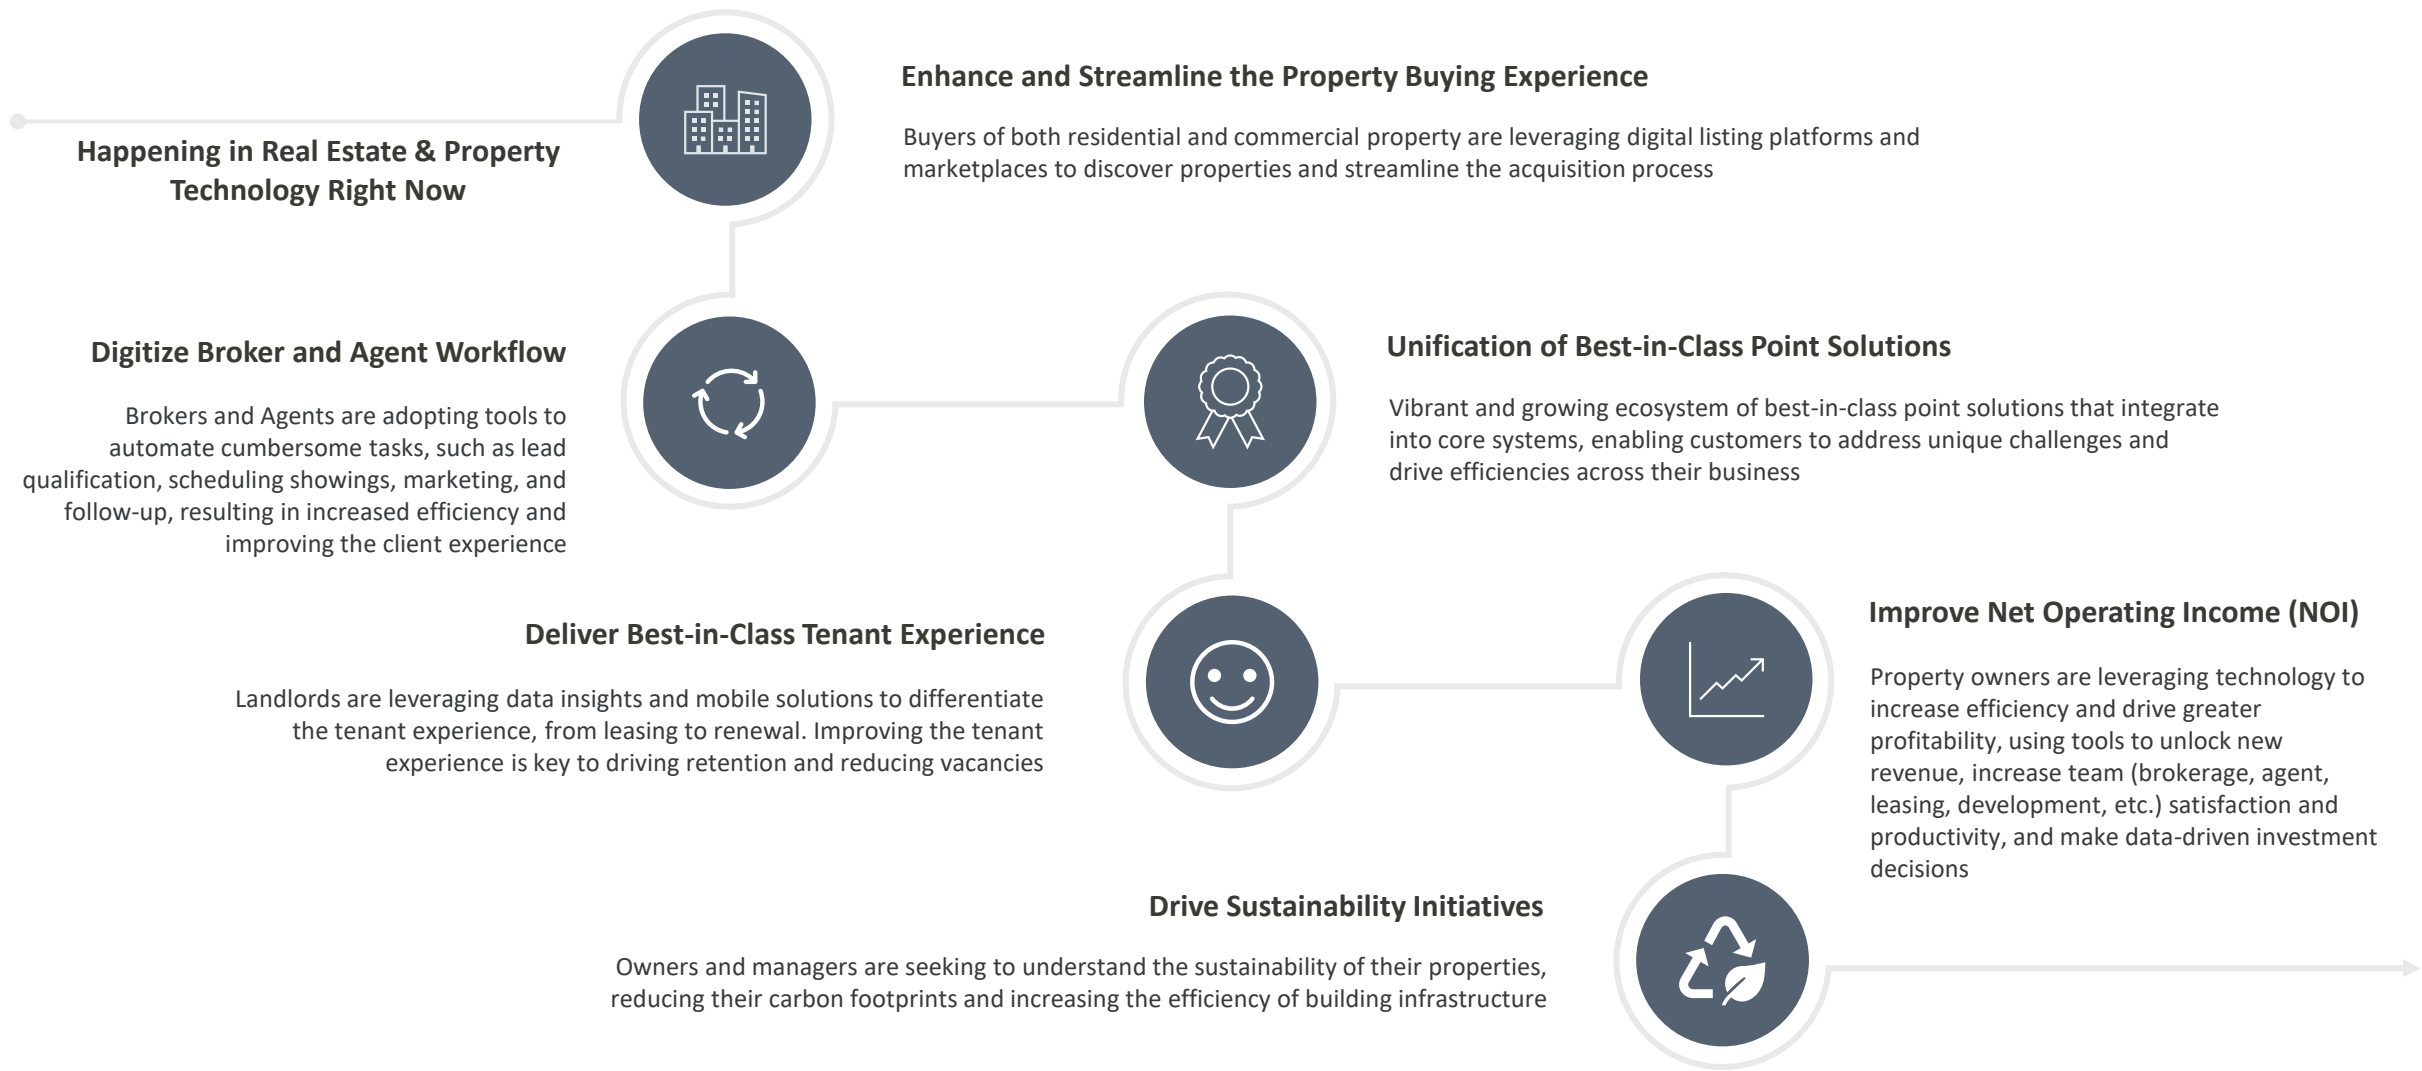 Happening in Real Estate & Property
Technology Right Now
Enhance and Streamline the Property Buying Experience
Buyers of both residential and commercial property are leveraging digital listing platforms and
marketplaces to discover properties and streamline the acquisition process
Digitize Broker and Agent Workflow
Brokers and Agents are adopting tools to
automate cumbersome tasks, such as lead
qualification, scheduling showings, marketing, and
follow-up, resulting in increased efficiency and
improving the client experience
Unification of Best-in-Class Point Solutions
Vibrant and growing ecosystem of best-in-class point solutions that integrate
into core systems, enabling customers to address unique challenges and
drive efficiencies across their business
Deliver Best-in-Class Tenant Experience
Landlords are leveraging data insights and mobile solutions to differentiate
the tenant experience, from leasing to renewal. Improving the tenant
experience is key to driving retention and reducing vacancies
Improve Net Operating Income (NOI)
Property owners are leveraging technology to
increase efficiency and drive greater
profitability, using tools to unlock new
revenue, increase team (brokerage, agent,
leasing, development, etc.) satisfaction and
productivity, and make data-driven investment
decisions
Drive Sustainability Initiatives
Owners and managers are seeking to understand the sustainability of their properties,
reducing their carbon footprints and increasing the efficiency of building infrastructure